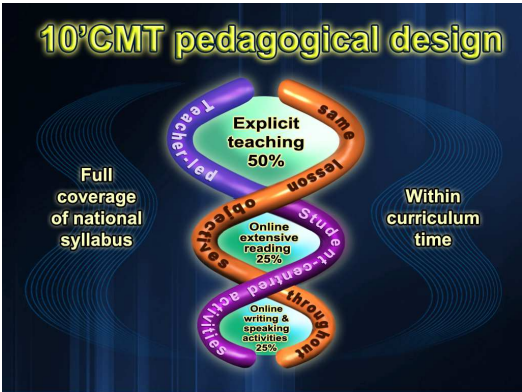 10'CMT pedagogical design
Teacher-led
same lesson objectives throughout
Explicit
teaching
50%
Full
coverage
of national
syllabus
Within
curriculum
time
Student-centred activities
Online
extensive
reading
25%
Online
writing &
speaking
activities
25%